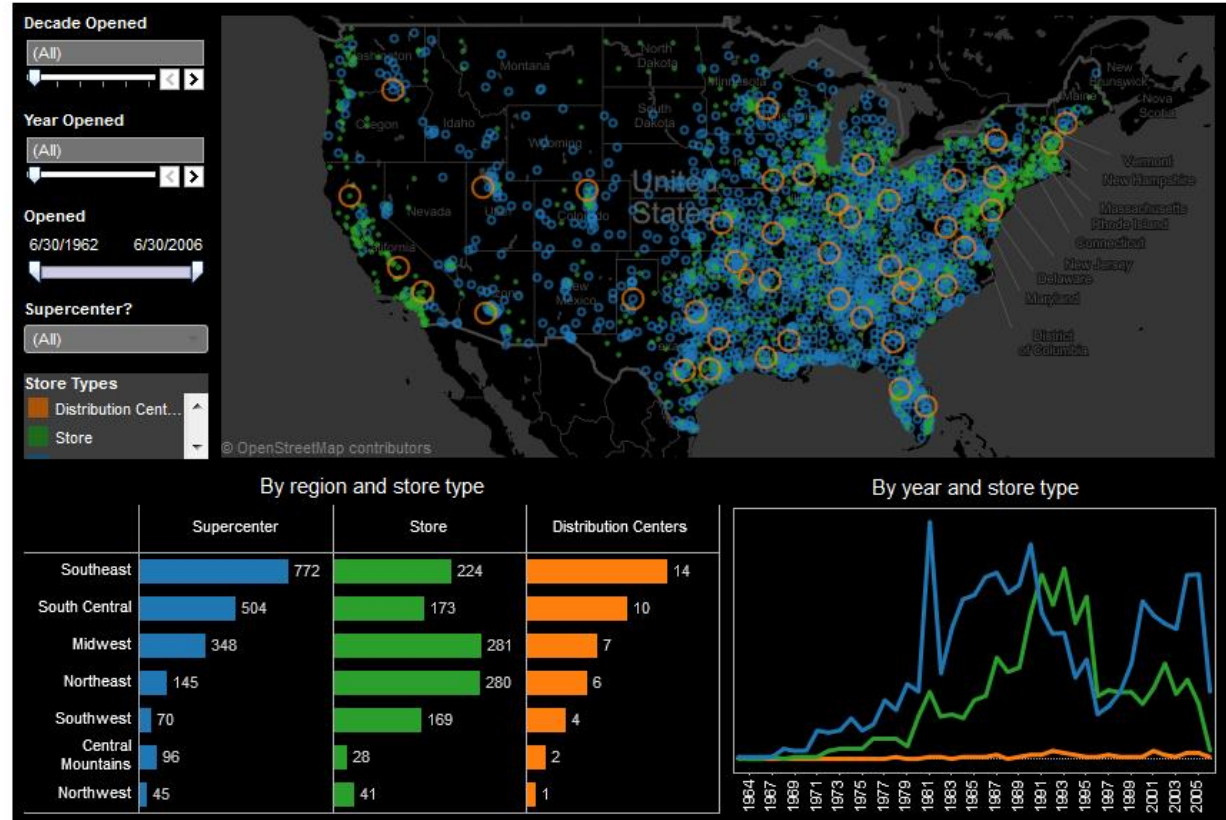 Decade Opened
(All)
Year Opened
(All)
Opened
6/30/1962 6/30/2006
Supercenter?
(All)
Store Types
Distribution Cent...
Store
Washington
Montana
North
Dakota
Minnesota
Oregon
Idaho
South
Dakota
Wyoming
Nevada
Utah
Colorado
United
States
California
Arizona
New
Mexico
Texas
New
Brunswick
Maine
Nova
Scotia
Vermont
New Hampshire
Massachusetts
Rhode Island
Connecticut
New Jersey
Delaware
Maryland
District
of Columbia
© OpenStreetMap contributors
By region and store type
Supercenter Store Distribution Centers
Southeast 772 224 14
South Central 504 173 10
Midwest 348 281 7
Northeast 145 280 6
Southwest 70 169 4
Central
Mountains 96 28 2
Northwest 45 41 1
By year and store type
1964 1967 1969 1971 1973 1975 1977 1979 1981 1983 1985 1987 1989 1991 1993 1995 1997 1999 2001 2003 2005